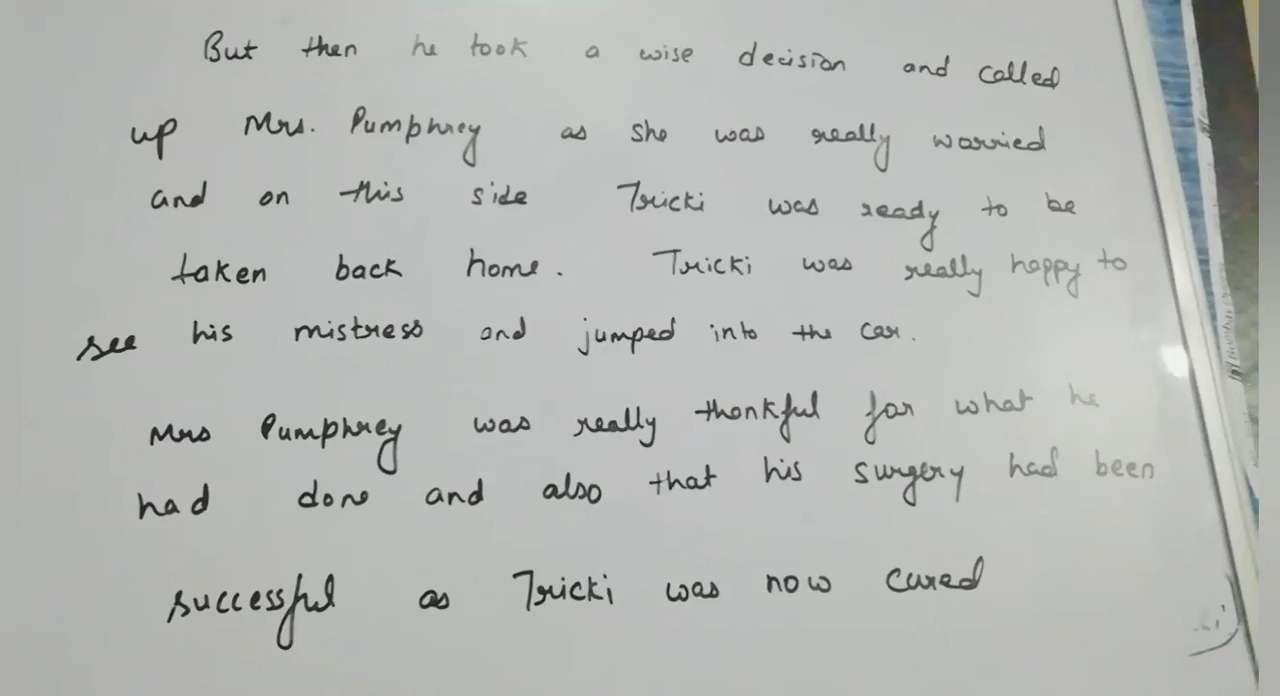 But then he took a wise decision and called
up Mrs. Pumphrey as she was really worried
and on this side Tricki was ready to be
taken back home. Tricki was really happy to
see his mistress and jumped into the car.
Mrs Pumphrey was really thankful for what he
had done and also that his surgery had been
successful as Tricki was now cured